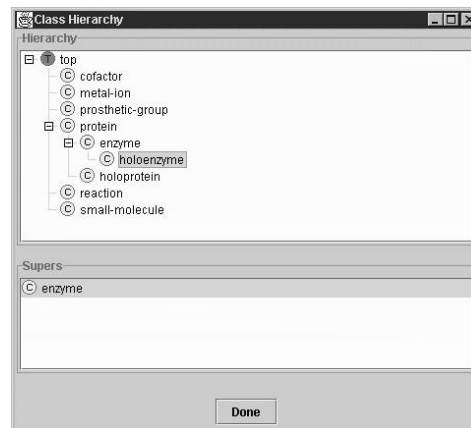 Class Hierarchy
Hierarchy
T top
C cofactor
C metal-ion
C prosthetic-group
C protein
C enzyme
C holoenzyme
C holoprotein
C reaction
C small-molecule
Supers
C enzyme
Done